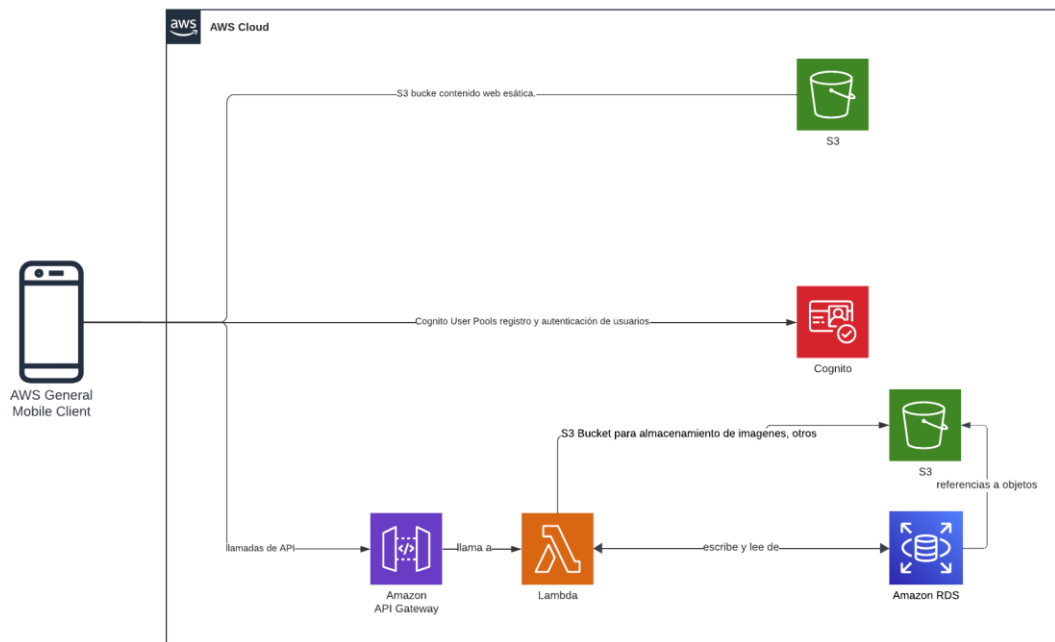 aws
AWS Cloud
S3 bucke contenido web esática.
S3
Cognito User Pools registro y autenticación de usuarios
Cognito
AWS General
Mobile Client
S3 Bucket para almacenamiento de imagenes, otros
S3
referencias a objetos
llamadas de API
llama a
escribe y lee de
Amazon
API Gateway
Lambda
Amazon RDS